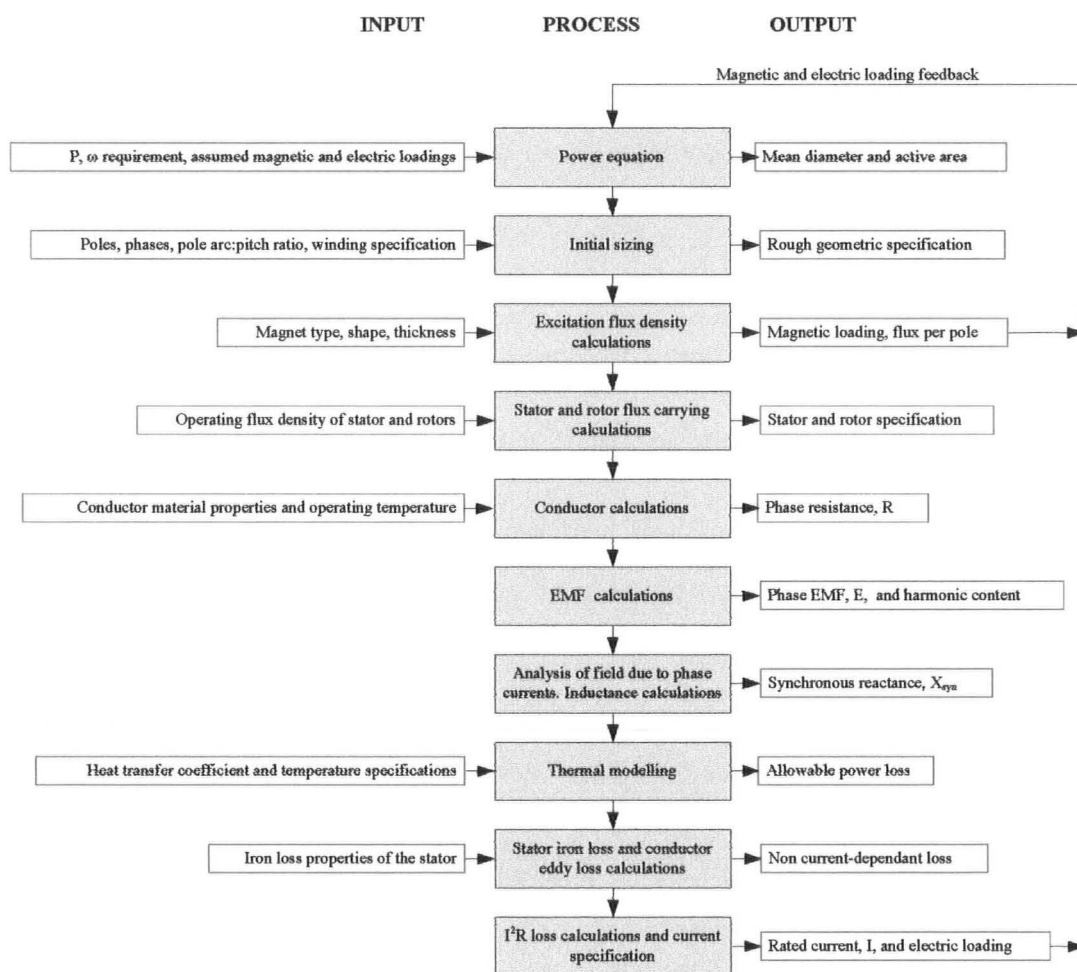 INPUT PROCESS OUTPUT
Magnetic and electric loading feedback
P, ω requirement, assumed magnetic and electric loadings
Power equation
Mean diameter and active area
Poles, phases, pole arc:pitch ratio, winding specification
Initial sizing
Rough geometric specification
Magnet type, shape, thickness
Excitation flux density
calculations
Magnetic loading, flux per pole
Operating flux density of stator and rotors
Stator and rotor flux carrying
calculations
Stator and rotor specification
Conductor material properties and operating temperature
Conductor calculations
Phase resistance, R
EMF calculations
Phase EMF, E, and harmonic content
Analysis of field due to phase
currents. Inductance calculations
Synchronous reactance, Xsyn
Heat transfer coefficient and temperature specifications
Thermal modelling
Allowable power loss
Iron loss properties of the stator
Stator iron loss and conductor
eddy loss calculations
Non current-dependant loss
I²R loss calculations and current
specification
Rated current, I, and electric loading